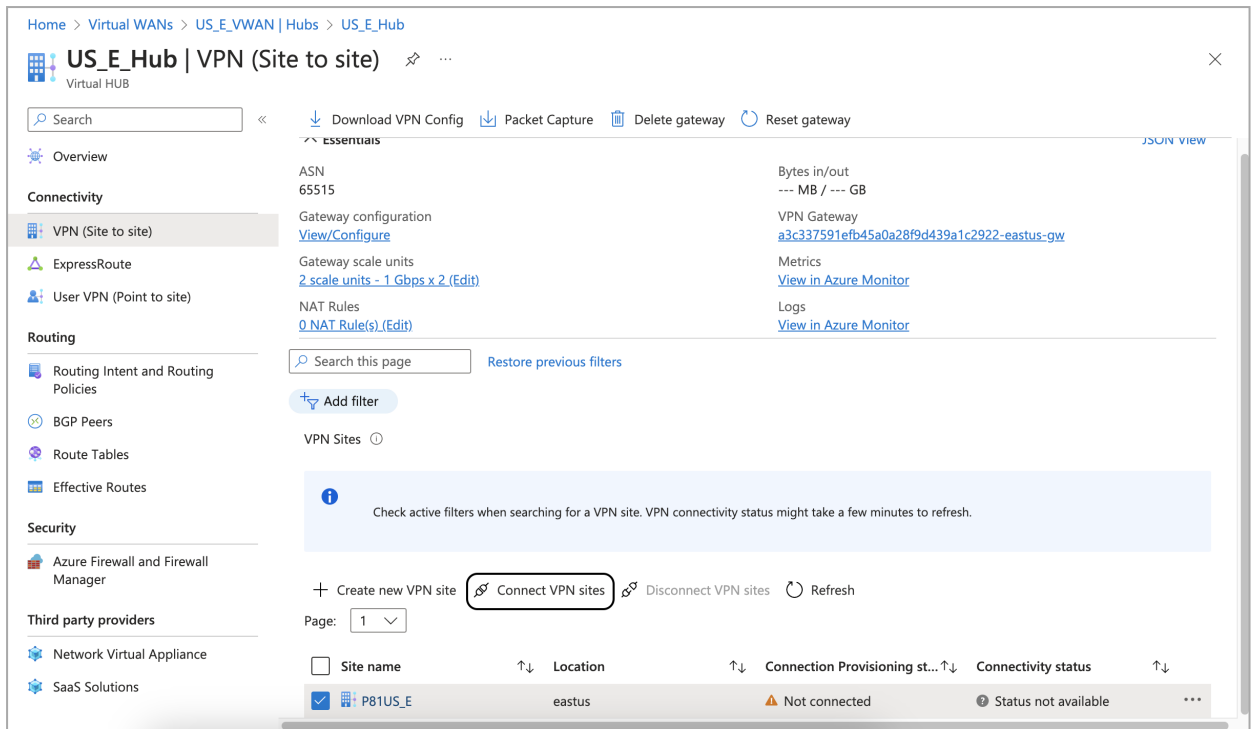 Home > Virtual WANs > US_E_VWAN | Hubs > US_E_Hub
US_E_Hub | VPN (Site to site) ...
Virtual HUB
Search «
Overview
Connectivity
VPN (Site to site)
ExpressRoute
User VPN (Point to site)
Routing
Routing Intent and Routing
Policies
BGP Peers
Route Tables
Effective Routes
Security
Azure Firewall and Firewall
Manager
Third party providers
Network Virtual Appliance
SaaS Solutions
Download VPN Config Packet Capture Delete gateway Reset gateway
Essentials JSON View
ASN
65515
Gateway configuration
View/Configure
Gateway scale units
2 scale units - 1 Gbps x 2 (Edit)
NAT Rules
0 NAT Rule(s) (Edit)
Bytes in/out
--- MB / --- GB
VPN Gateway
a3c337591efb45a0a28f9d439a1c2922-eastus-gw
Metrics
View in Azure Monitor
Logs
View in Azure Monitor
Search this page Restore previous filters
Add filter
VPN Sites
Check active filters when searching for a VPN site. VPN connectivity status might take a few minutes to refresh.
Create new VPN site Connect VPN sites Disconnect VPN sites Refresh
Page: 1
Site name Location Connection Provisioning st... Connectivity status
P81US_E eastus Not connected Status not available ...